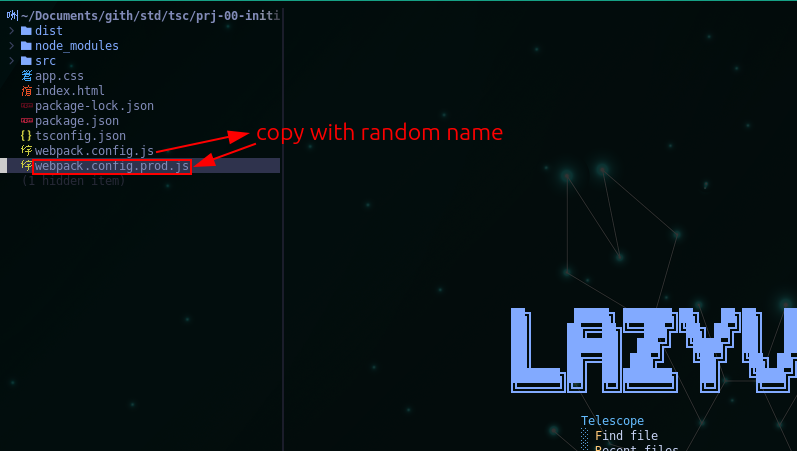 ~/Documents/gith/std/tsc/prj-00-initi
dist
node_modules
src
app.css
index.html
package-lock.json
package.json
{} tsconfig.json
webpack.config.js
copy with random name
webpack.config.prod.js
(1 hidden item)
LAZYV
Telescope
Find file
Recent files